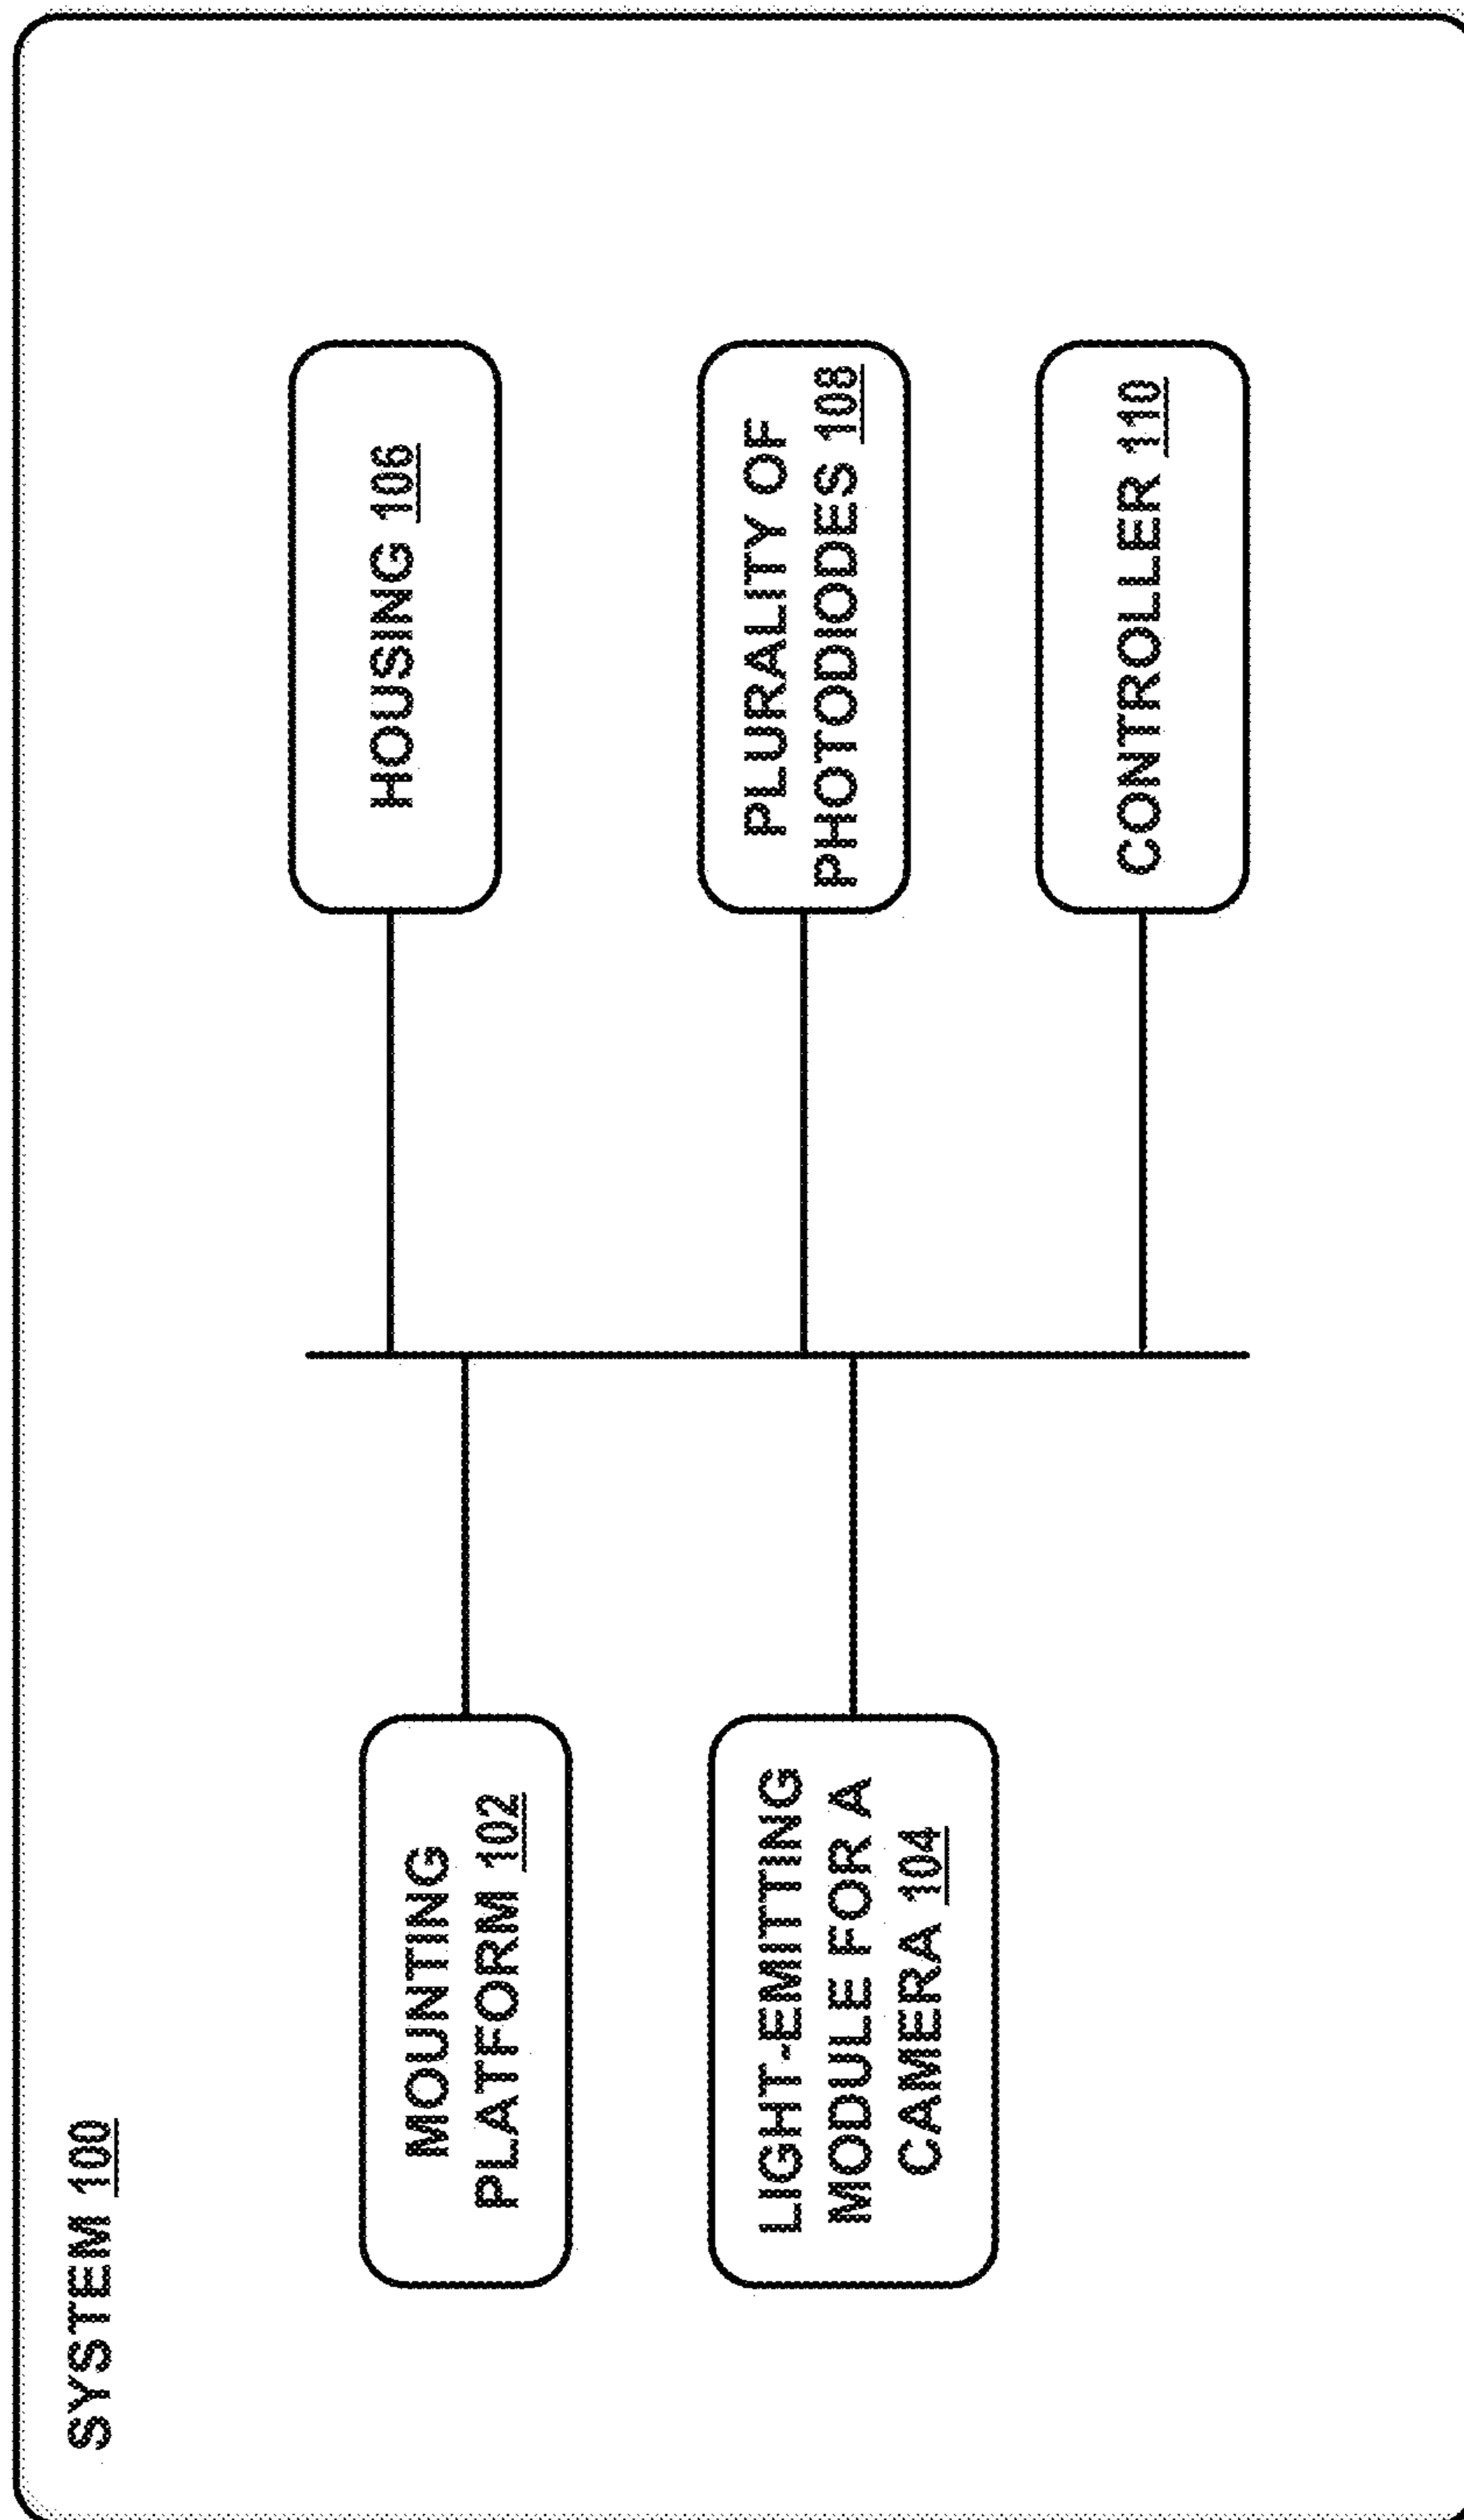 SYSTEM 100
MOUNTING
PLATFORM 102
LIGHT-EMITTING
MODULE FOR A
CAMERA 104
HOUSING 106
PLURALITY OF
PHOTODIODES 108
CONTROLLER 110